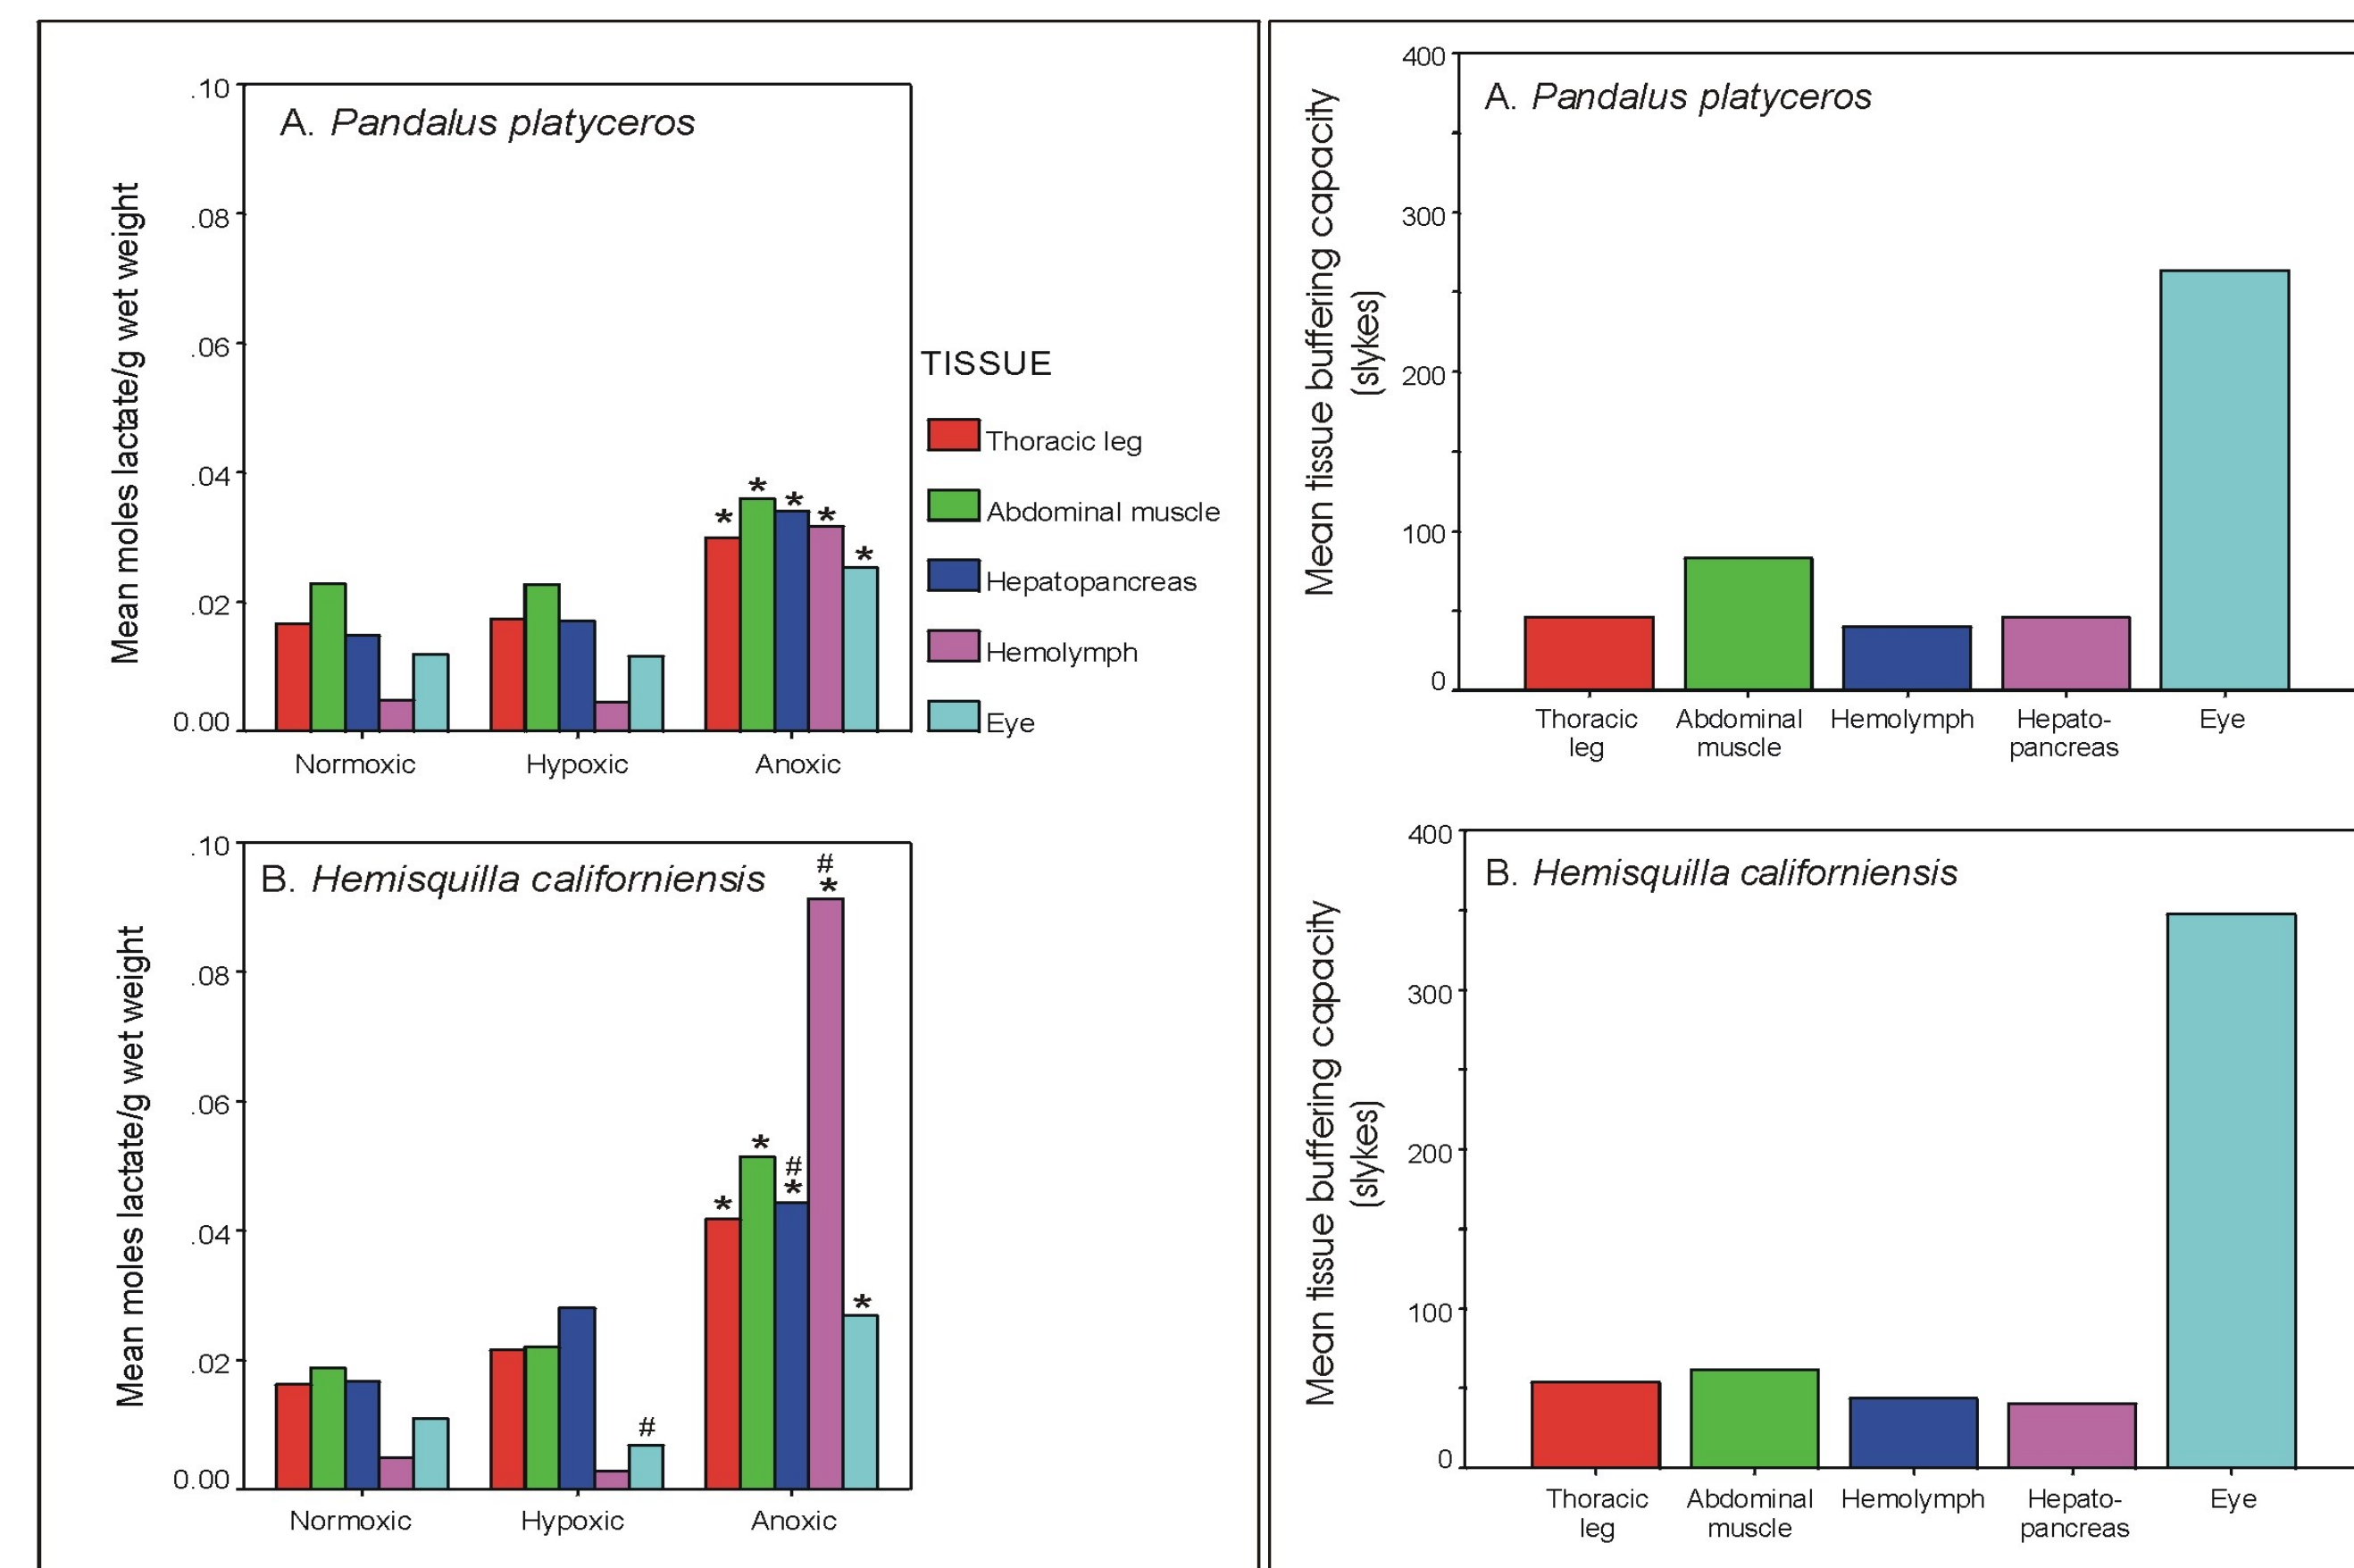 A. Pandalus platyceros
Mean moles lactate/g wet weight
.10
.08
.06
.04
.02
0.00
*
*
*
*
*
Normoxic
Hypoxic
Anoxic
TISSUE
Thoracic leg
Abdominal muscle
Hepatopancreas
Hemolymph
Eye
B. Hemisquilla californiensis
Mean moles lactate/g wet weight
.10
.08
.06
.04
.02
0.00
#
*
*
#
*
*
*
#
Normoxic
Hypoxic
Anoxic
A. Pandalus platyceros
Mean tissue buffering capacity
(slykes)
400
300
200
100
0
Thoracic
leg
Abdominal
muscle
Hemolymph
Hepato-
pancreas
Eye
B. Hemisquilla californiensis
Mean tissue buffering capacity
(slykes)
400
300
200
100
0
Thoracic
leg
Abdominal
muscle
Hemolymph
Hepato-
pancreas
Eye